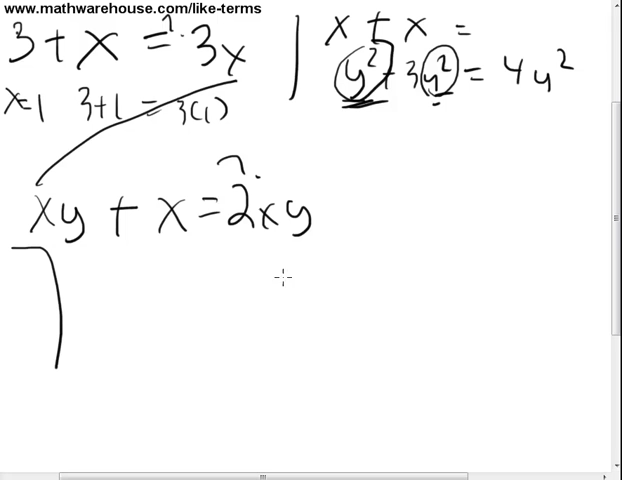 www.mathwarehouse.com/like-terms
3 + x =? 3x
x=1 3+1 = 3(1)
x + x =
y² + 3y² = 4y²
xy + x =? 2xy